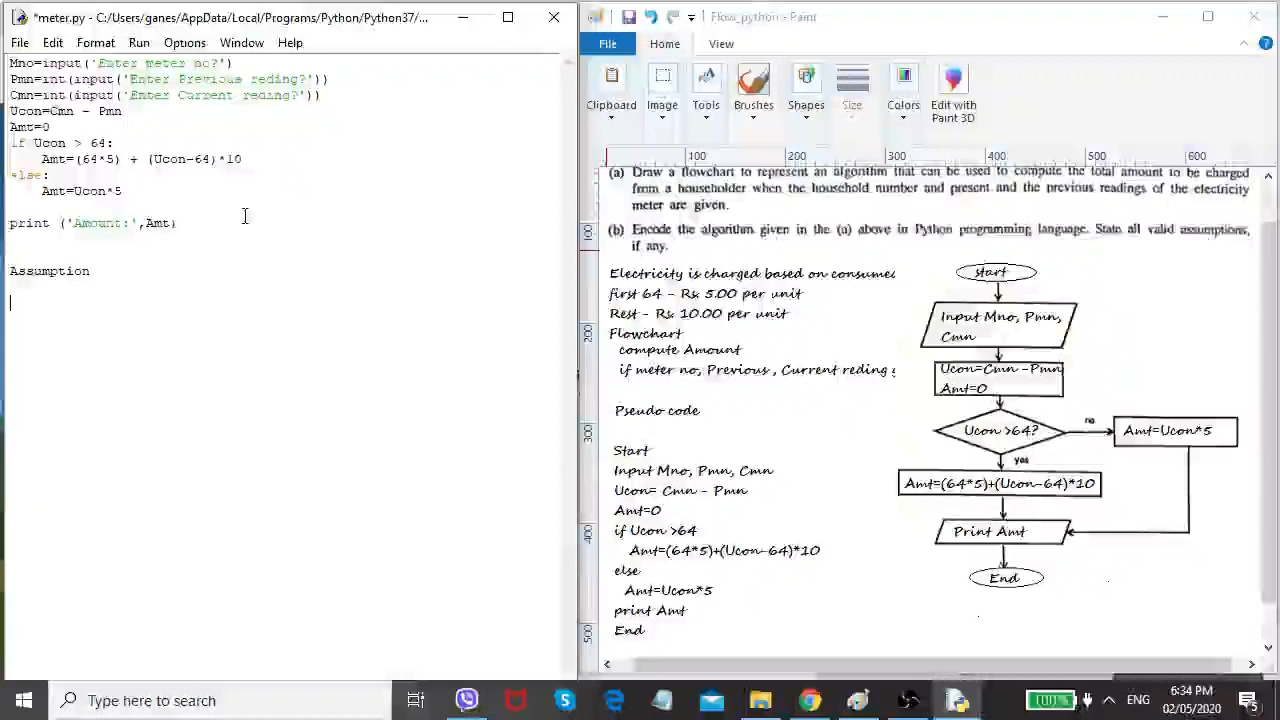 *meter.py - C:/Users/ganes/AppData/Local/Programs/Python/Python37/...
File Edit Format Run Options Window Help
Mno=input('Enter meter no?')
Pmn=int(input('Enter Previous reding?'))
Cmn=int(input('Enter Current reding?'))
Ucon=Cmn - Pmn
Amt=0
if Ucon > 64:
Amt=(64*5) + (Ucon-64)*10
else:
Amt=Ucon*5
print ('Amount:',Amt)
Assumption
Flow_python - Paint
File Home View
Clipboard Image Tools Brushes Shapes Size Colors Edit with
Paint 3D
100 200 300 400 500 600
100
200
300
400
500
(a) Draw a flowchart to represent an algorithm that can be used to compute the total amount to be charged
from a householder when the household number and present and the previous readings of the electricity
meter are given.
(b) Encode the algorithm given in the (a) above in Python programming language. State all valid assumptions,
if any.
Electricity is charged based on consumed
first 64 - Rs. 5.00 per unit
Rest - Rs. 10.00 per unit
Flowchart
compute Amount
if meter no, Previous , Current reding
Pseudo code
Start
Input Mno, Pmn, Cmn
Ucon= Cmn - Pmn
Amt=0
if Ucon >64
Amt=(64*5)+(Ucon-64)*10
else
Amt=Ucon*5
print Amt
End
start
Input Mno, Pmn,
Cmn
Ucon=Cmn -Pmn
Amt=0
Ucon >64?
no
Amt=Ucon*5
yes
Amt=(64*5)+(Ucon-64)*10
Print Amt
End
Type here to search
ENG
6:34 PM
02/05/2020
5